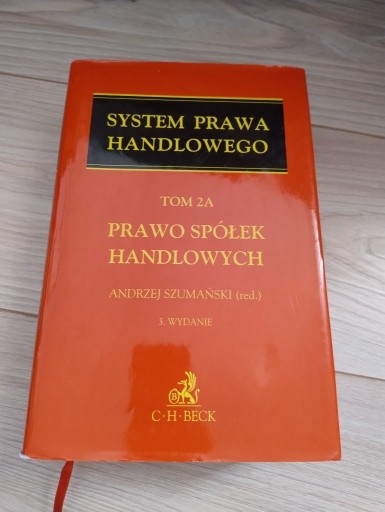 SYSTEM PRAWA
HANDLOWEGO
TOM 2A
PRAWO SPÓŁEK
HANDLOWYCH
ANDRZEJ SZUMAŃSKI (red.)
3. WYDANIE
B
C·H·BECK